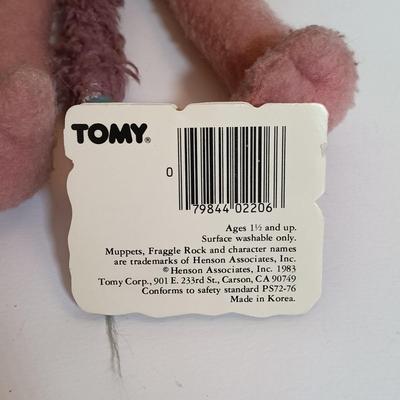 TOMY®
0
79844 02206
Ages 1½ and up.
Surface washable only.
Muppets, Fraggle Rock and character names
are trademarks of Henson Associates, Inc.
© Henson Associates, Inc. 1983
Tomy Corp., 901 E. 233rd St., Carson, CA 90749
Conforms to safety standard PS72-76
Made in Korea.